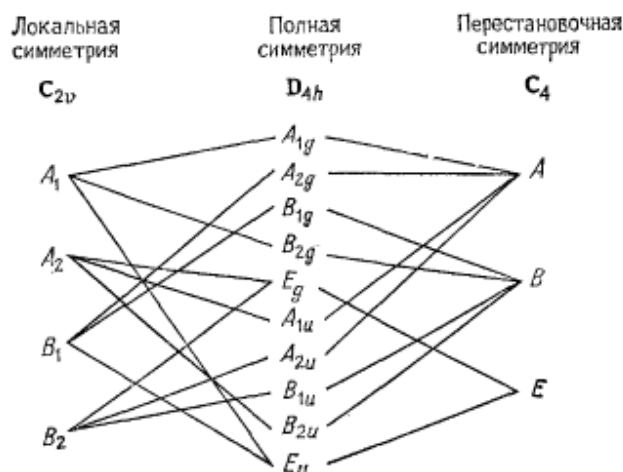 Локальная симметрия
Полная симметрия
Перестановочная симметрия
C₂ᵥ
D₄ₕ
C₄
A₁
A₂
B₁
B₂
A₁g
A₂g
B₁g
B₂g
Eg
A₁u
A₂u
B₁u
B₂u
Eu
A
B
E